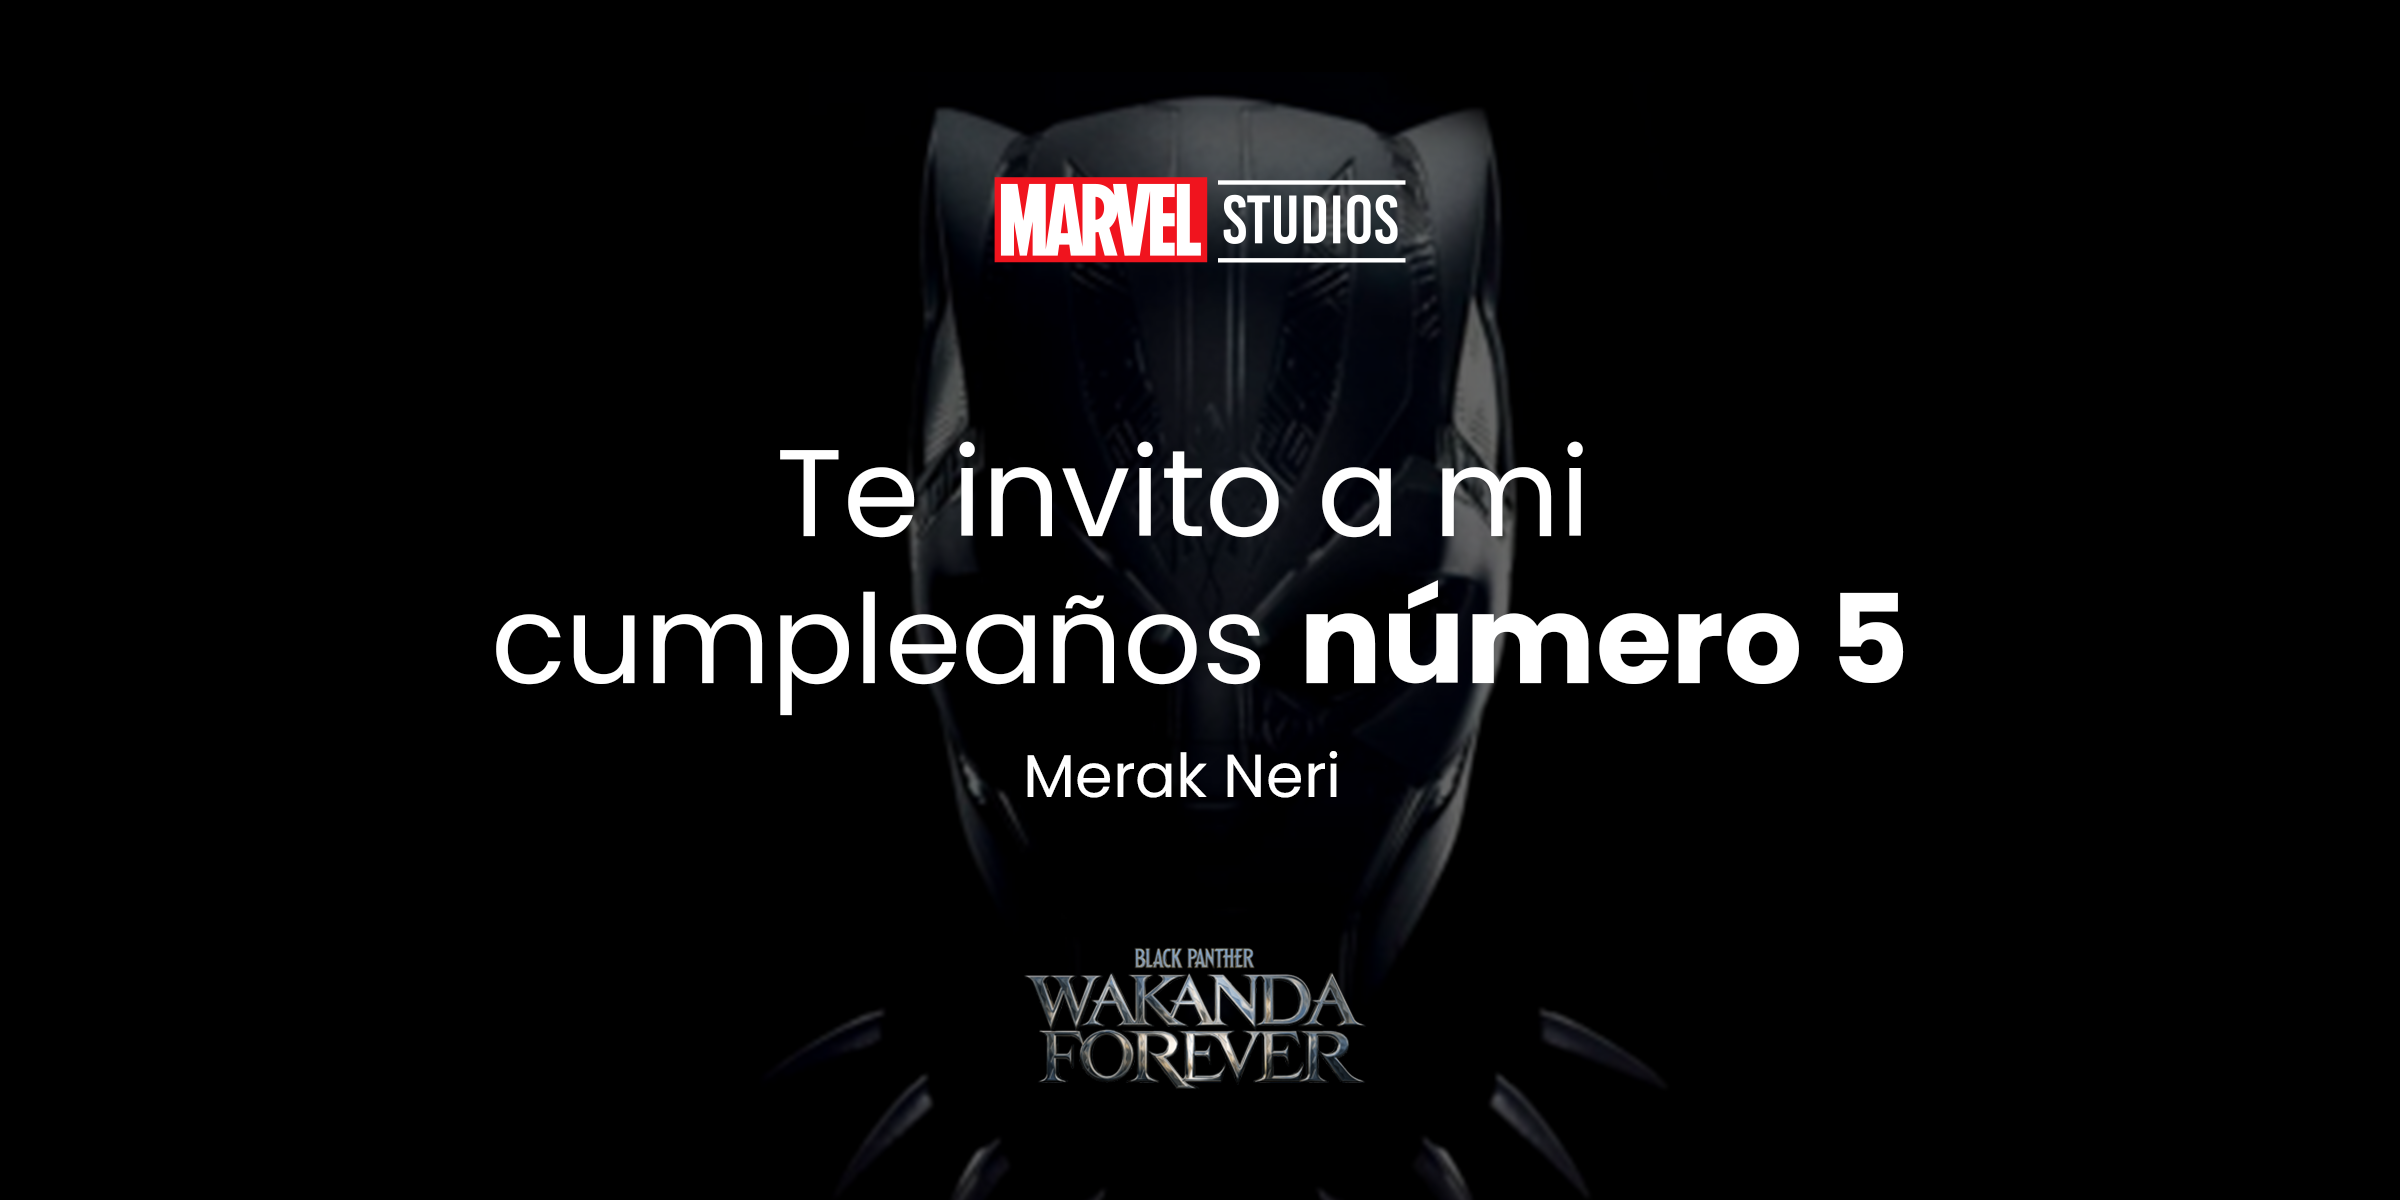 MARVEL STUDIOS
Te invito a mi
cumpleaños número 5
Merak Neri
BLACK PANTHER
WAKANDA
FOREVER